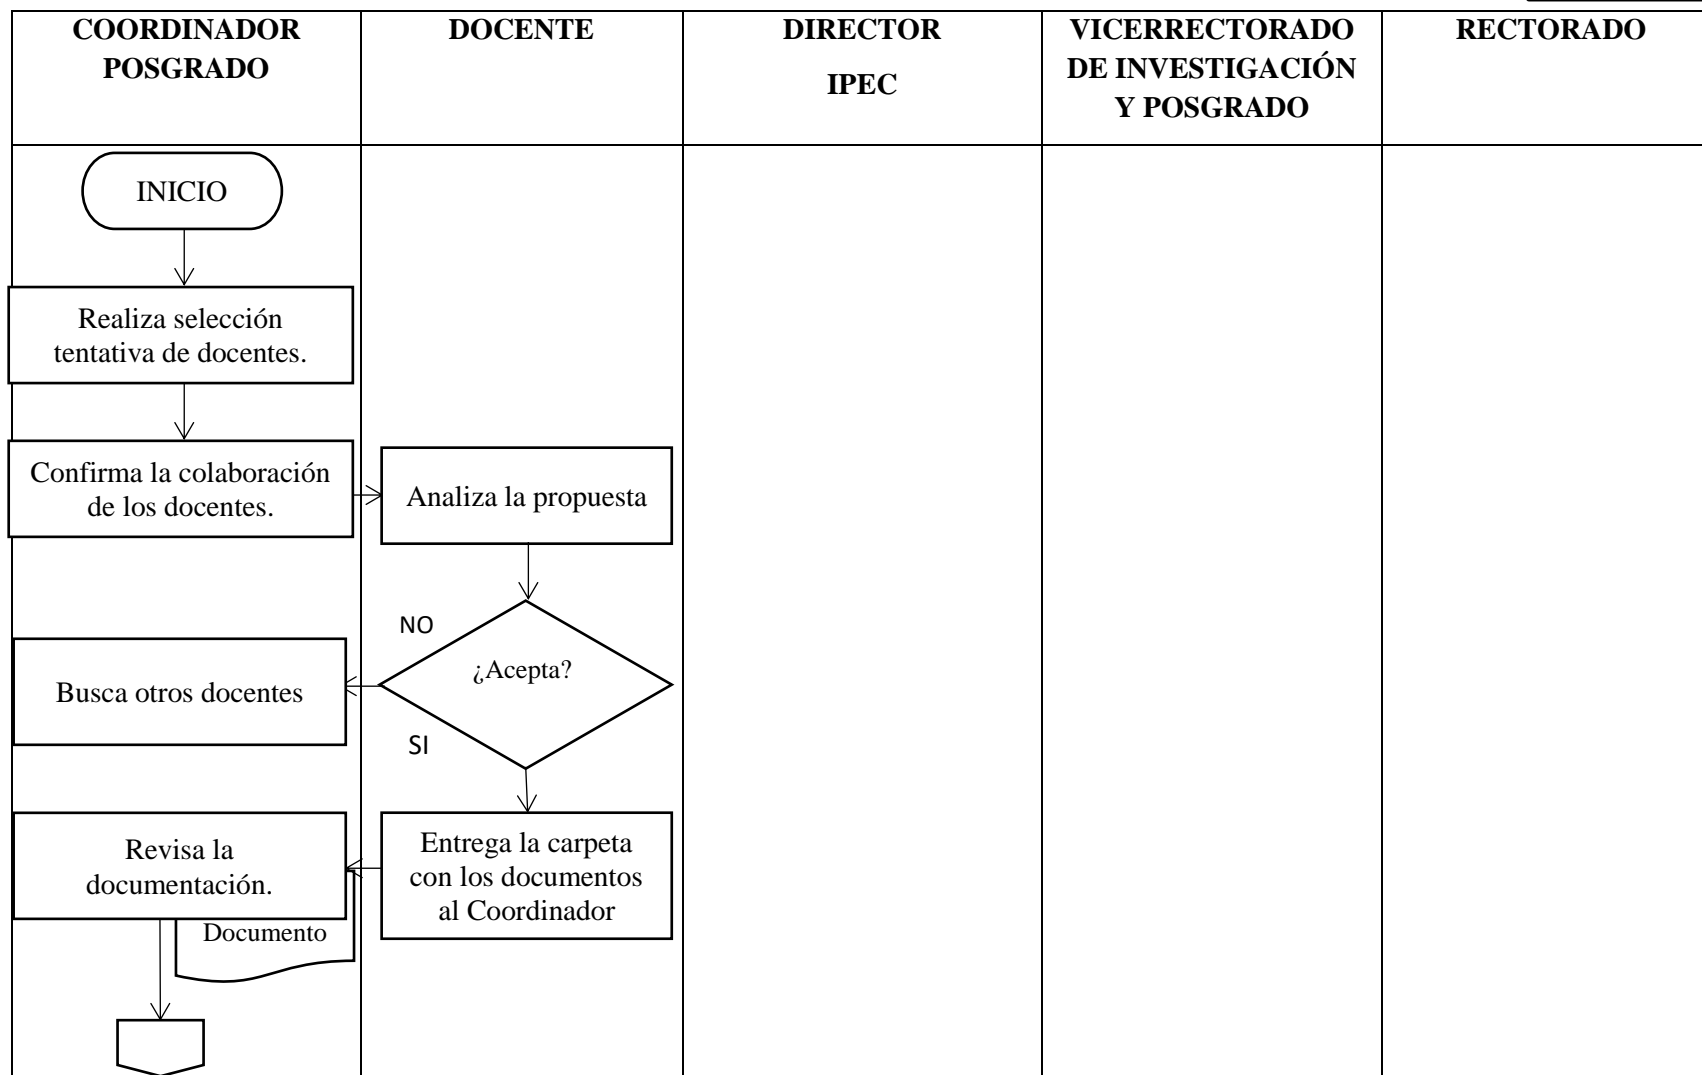 COORDINADOR
POSGRADO
DOCENTE
DIRECTOR
IPEC
VICERRECTORADO
DE INVESTIGACIÓN
Y POSGRADO
RECTORADO
INICIO
Realiza selección
tentativa de docentes.
Confirma la colaboración
de los docentes.
Analiza la propuesta
NO
¿Acepta?
Busca otros docentes
SI
Entrega la carpeta
con los documentos
al Coordinador
Revisa la
documentación.
Documento